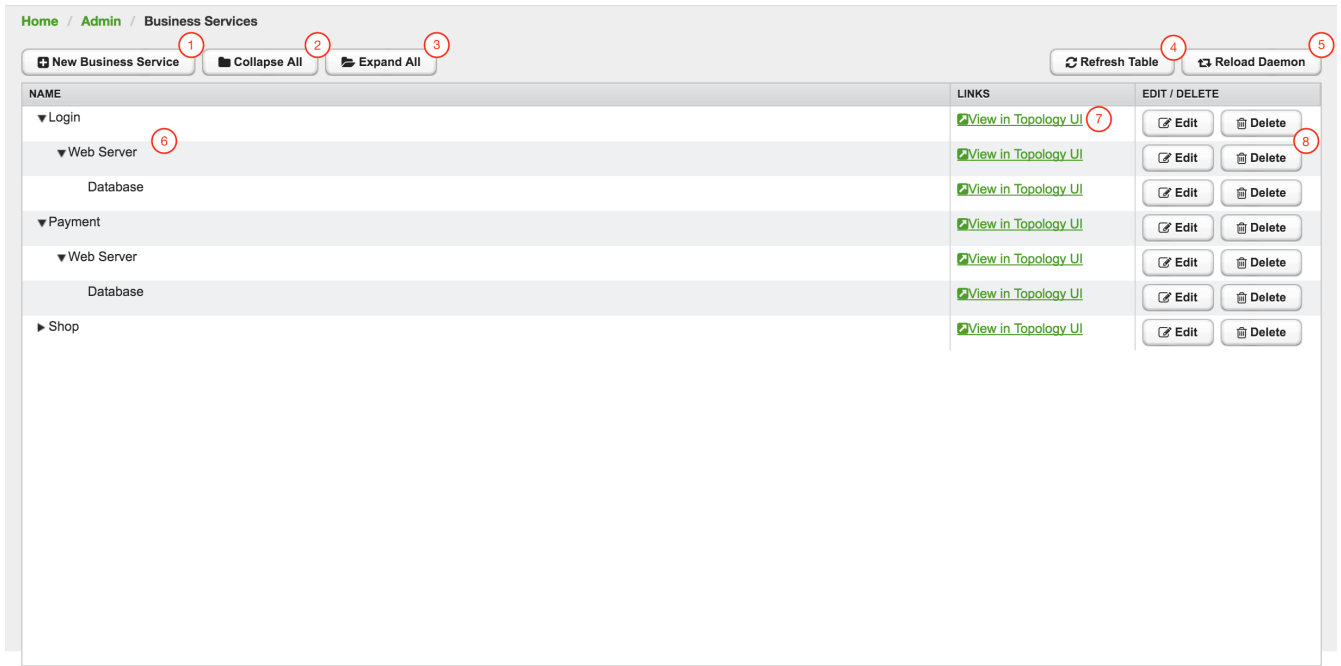 Home / Admin / Business Services
1 2 3 4 5
New Business Service Collapse All Expand All Refresh Table Reload Daemon
NAME LINKS EDIT / DELETE
Login View in Topology UI 7 Edit Delete
6 8
Web Server View in Topology UI Edit Delete
Database View in Topology UI Edit Delete
Payment View in Topology UI Edit Delete
Web Server View in Topology UI Edit Delete
Database View in Topology UI Edit Delete
Shop View in Topology UI Edit Delete